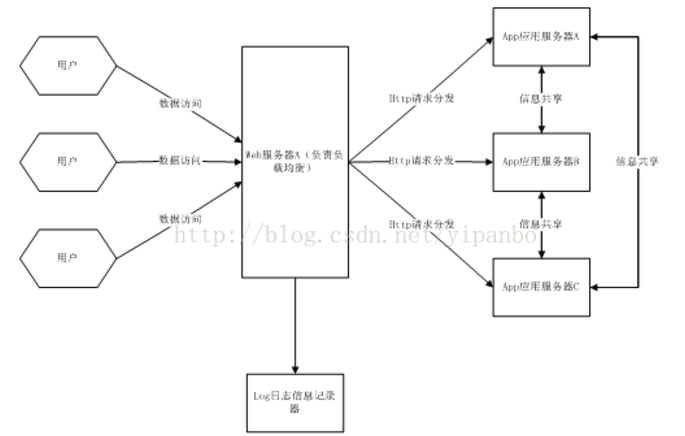 用户
用户
用户
数据访问
数据访问
数据访问
Web服务器A（负责负
载均衡）
Log日志信息记录
器
Http请求分发
Http请求分发
Http请求分发
App应用服务器A
信息共享
App应用服务器B
信息共享
App应用服务器C
信息共享
http://blog.csdn.net/yipanbo